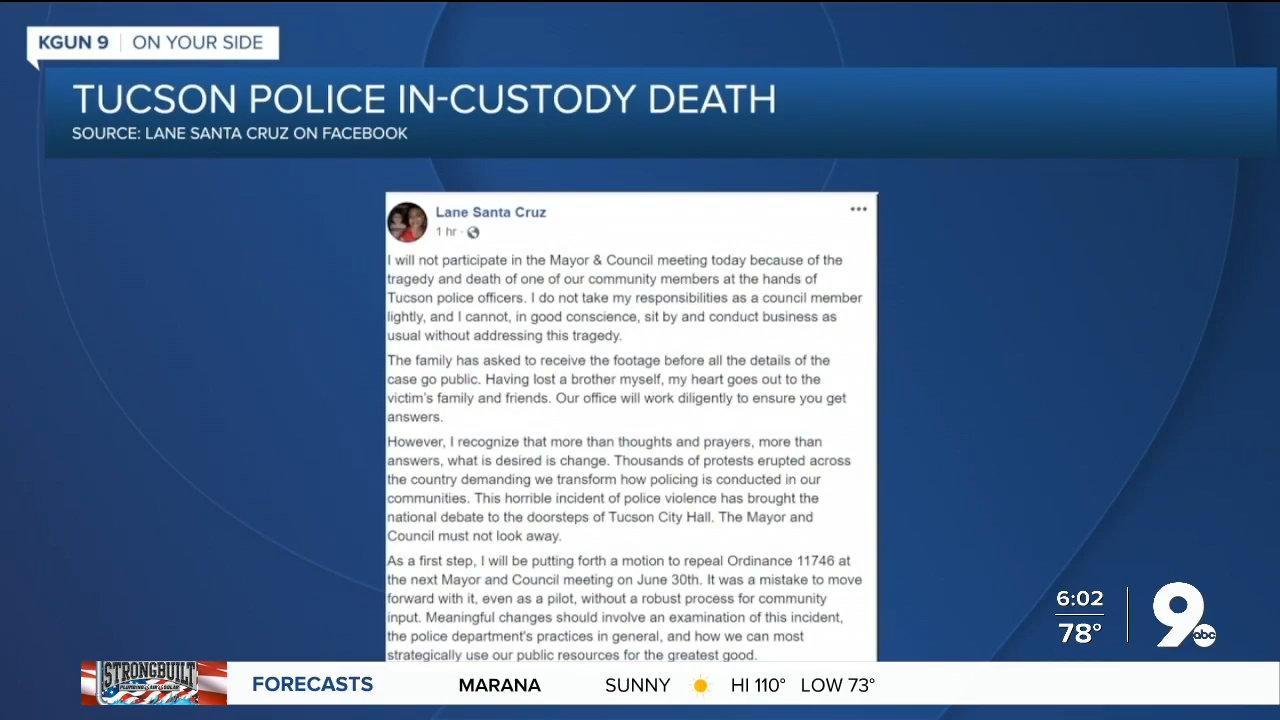 KGUN 9 | ON YOUR SIDE
TUCSON POLICE IN-CUSTODY DEATH
SOURCE: LANE SANTA CRUZ ON FACEBOOK
Lane Santa Cruz
1 hr ·
I will not participate in the Mayor & Council meeting today because of the
tragedy and death of one of our community members at the hands of
Tucson police officers. I do not take my responsibilities as a council member
lightly, and I cannot, in good conscience, sit by and conduct business as
usual without addressing this tragedy.
The family has asked to receive the footage before all the details of the
case go public. Having lost a brother myself, my heart goes out to the
victim's family and friends. Our office will work diligently to ensure you get
answers.
However, I recognize that more than thoughts and prayers, more than
answers, what is desired is change. Thousands of protests erupted across
the country demanding we transform how policing is conducted in our
communities. This horrible incident of police violence has brought the
national debate to the doorsteps of Tucson City Hall. The Mayor and
Council must not look away.
As a first step, I will be putting forth a motion to repeal Ordinance 11746 at
the next Mayor and Council meeting on June 30th. It was a mistake to move
forward with it, even as a pilot, without a robust process for community
input. Meaningful changes should involve an examination of this incident,
the police department's practices in general, and how we can most
strategically use our public resources for the greatest good.
6:02
78°
9 abc
STRONGBUILT
PLUMBING & AIR & SOLAR
FORECASTS MARANA SUNNY HI 110° LOW 73°